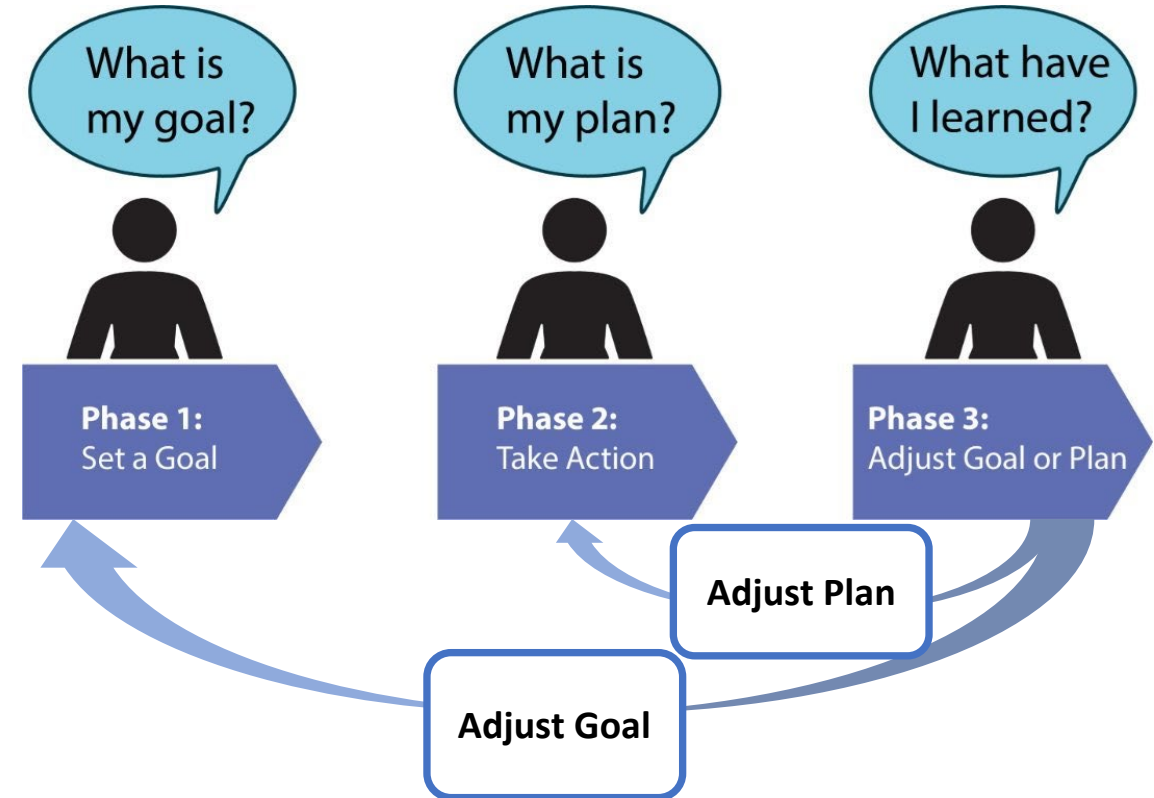 What is
my goal?
What is
my plan?
What have
I learned?
Phase 1:
Set a Goal
Phase 2:
Take Action
Phase 3:
Adjust Goal or Plan
Adjust Plan
Adjust Goal